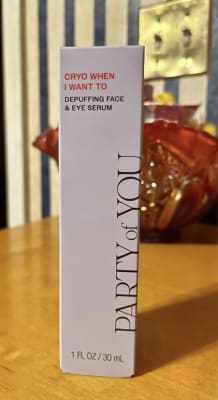 CRYO WHEN
I WANT TO
DEPUFFING FACE
& EYE SERUM
PARTY of YOU
1 FL OZ / 30 mL